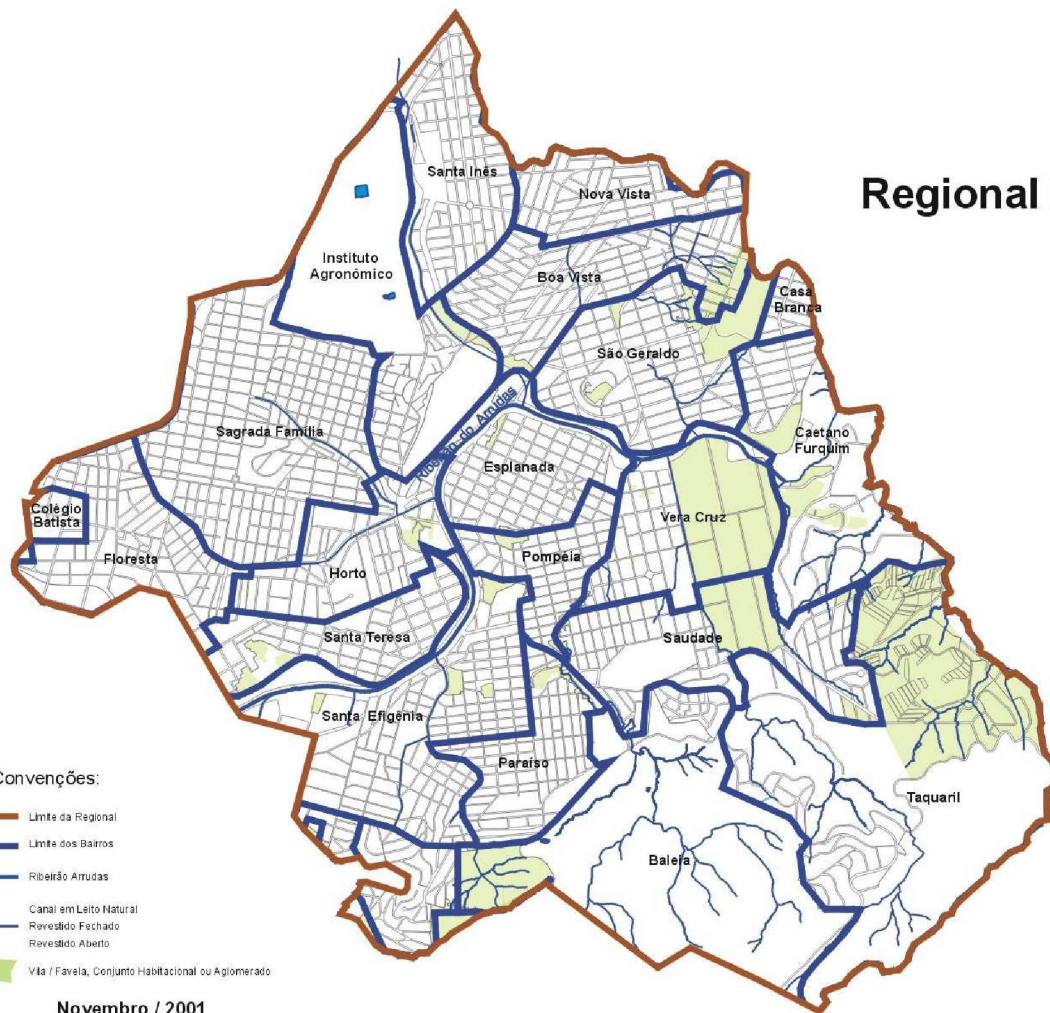 Regional
Santa Inês
Nova Vista
Instituto
Agronômico
Boa Vista
Casa
Branca
São Geraldo
Sagrada Família
Ribeirão do Arrudas
Esplanada
Caetano
Furquim
Colégio
Batista
Vera Cruz
Floresta
Horto
Pompéia
Santa Teresa
Saudade
Santa Efigênia
Paraíso
Taquaril
Baleia
Convenções:
Limite da Regional
Limite dos Bairros
Ribeirão Arrudas
Canal em Leito Natural
Revestido Fechado
Revestido Aberto
Vila / Favela, Conjunto Habitacional ou Aglomerado
Novembro / 2001